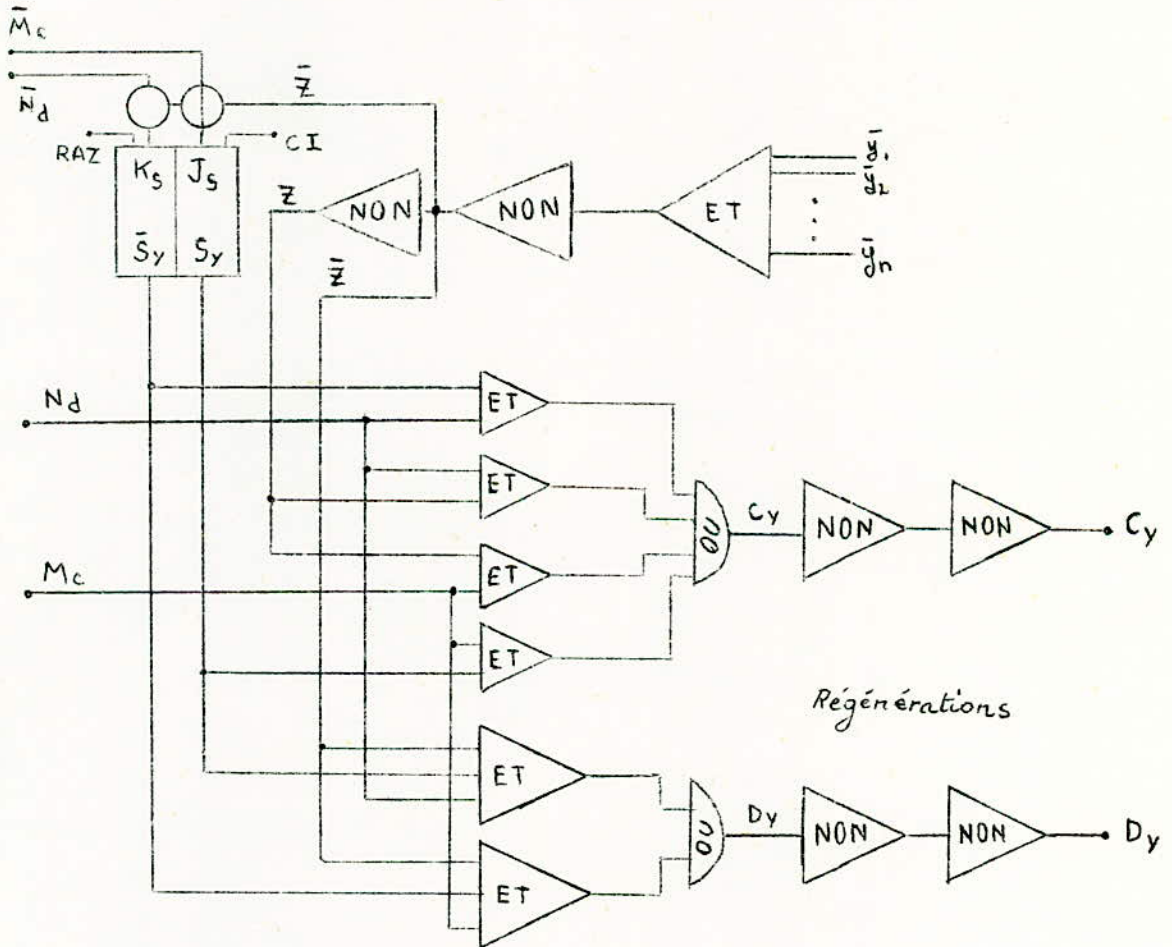 M̄c
N̄d
Z̄
RAZ
CI
Ks
Js
S̄y
Sy
Z
NON
NON
ET
ȳ1
ȳ2
ȳn
Z̄
Nd
ET
ET
Mc
ET
ET
OU
Cy
NON
NON
Cy
Régénérations
ET
ET
OU
Dy
NON
NON
Dy